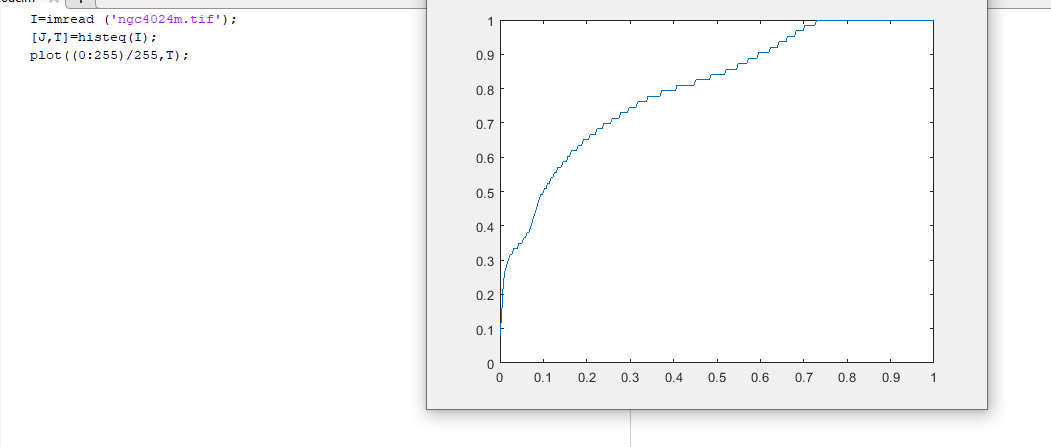 I=imread ('ngc4024m.tif');
[J,T]=histeq(I);
plot((0:255)/255,T);
1
0.9
0.8
0.7
0.6
0.5
0.4
0.3
0.2
0.1
0
0 0.1 0.2 0.3 0.4 0.5 0.6 0.7 0.8 0.9 1